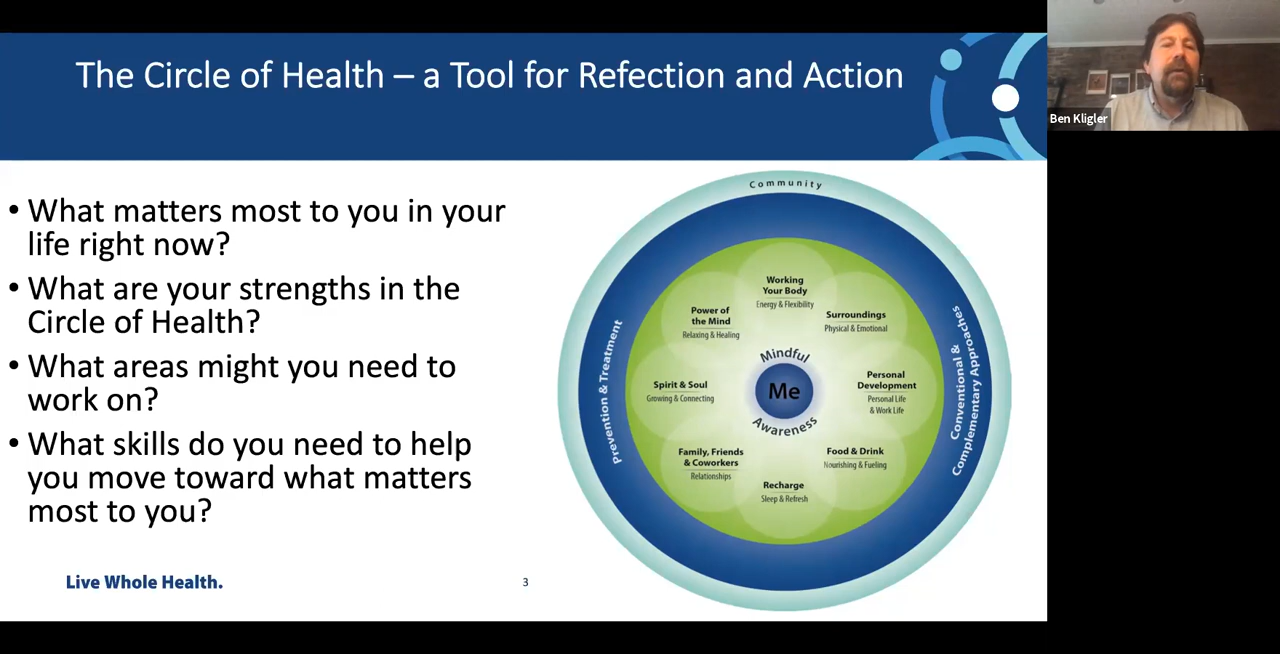 The Circle of Health – a Tool for Refection and Action
Ben Kligler
• What matters most to you in your
life right now?
• What are your strengths in the
Circle of Health?
• What areas might you need to
work on?
• What skills do you need to help
you move toward what matters
most to you?
Community
Prevention & Treatment
Conventional &
Complementary Approaches
Working
Your Body
Energy & Flexibility
Surroundings
Physical & Emotional
Personal
Development
Personal Life
& Work Life
Food & Drink
Nourishing & Fueling
Recharge
Sleep & Refresh
Family, Friends
& Coworkers
Relationships
Spirit & Soul
Growing & Connecting
Power of
the Mind
Relaxing & Healing
Mindful
Me
Awareness
Live Whole Health.
3